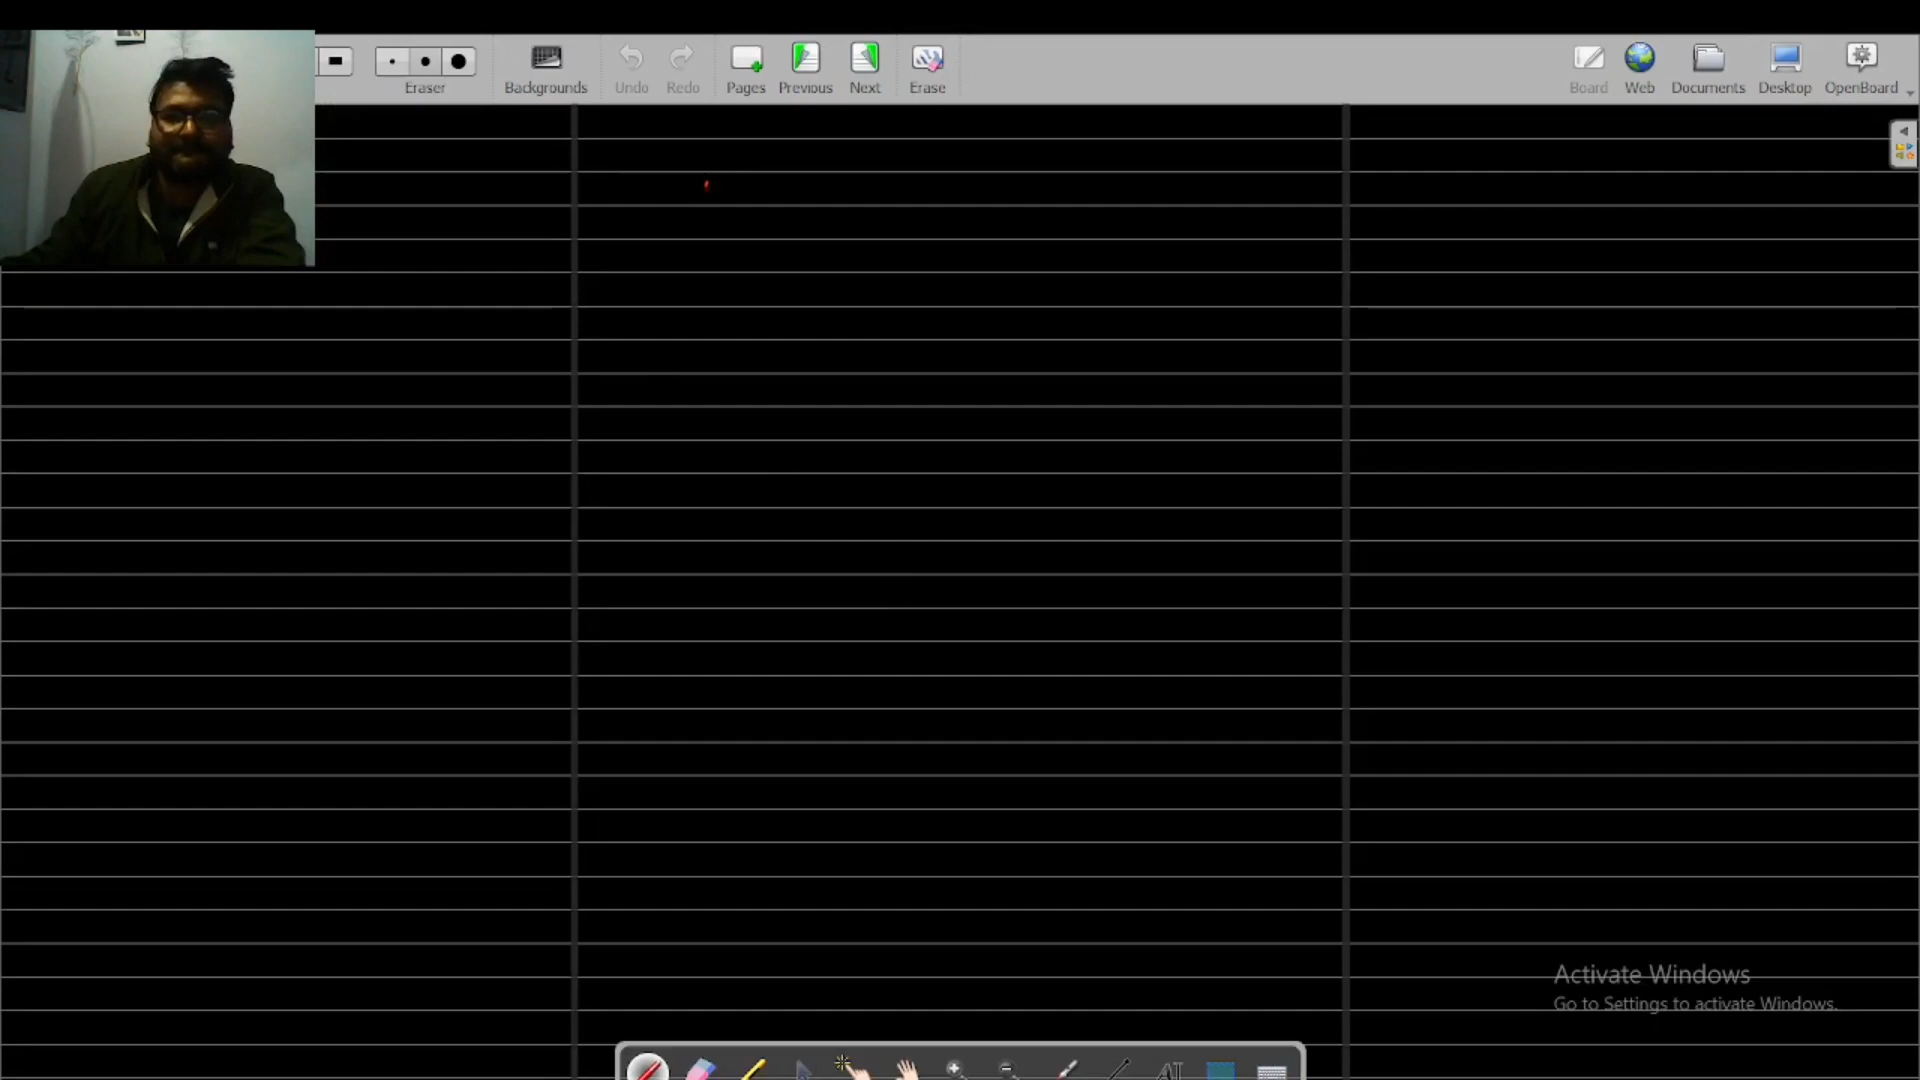 Eraser
Backgrounds
Undo
Redo
Pages
Previous
Next
Erase
Board
Web
Documents
Desktop
OpenBoard
Activate Windows
Go to Settings to activate Windows.